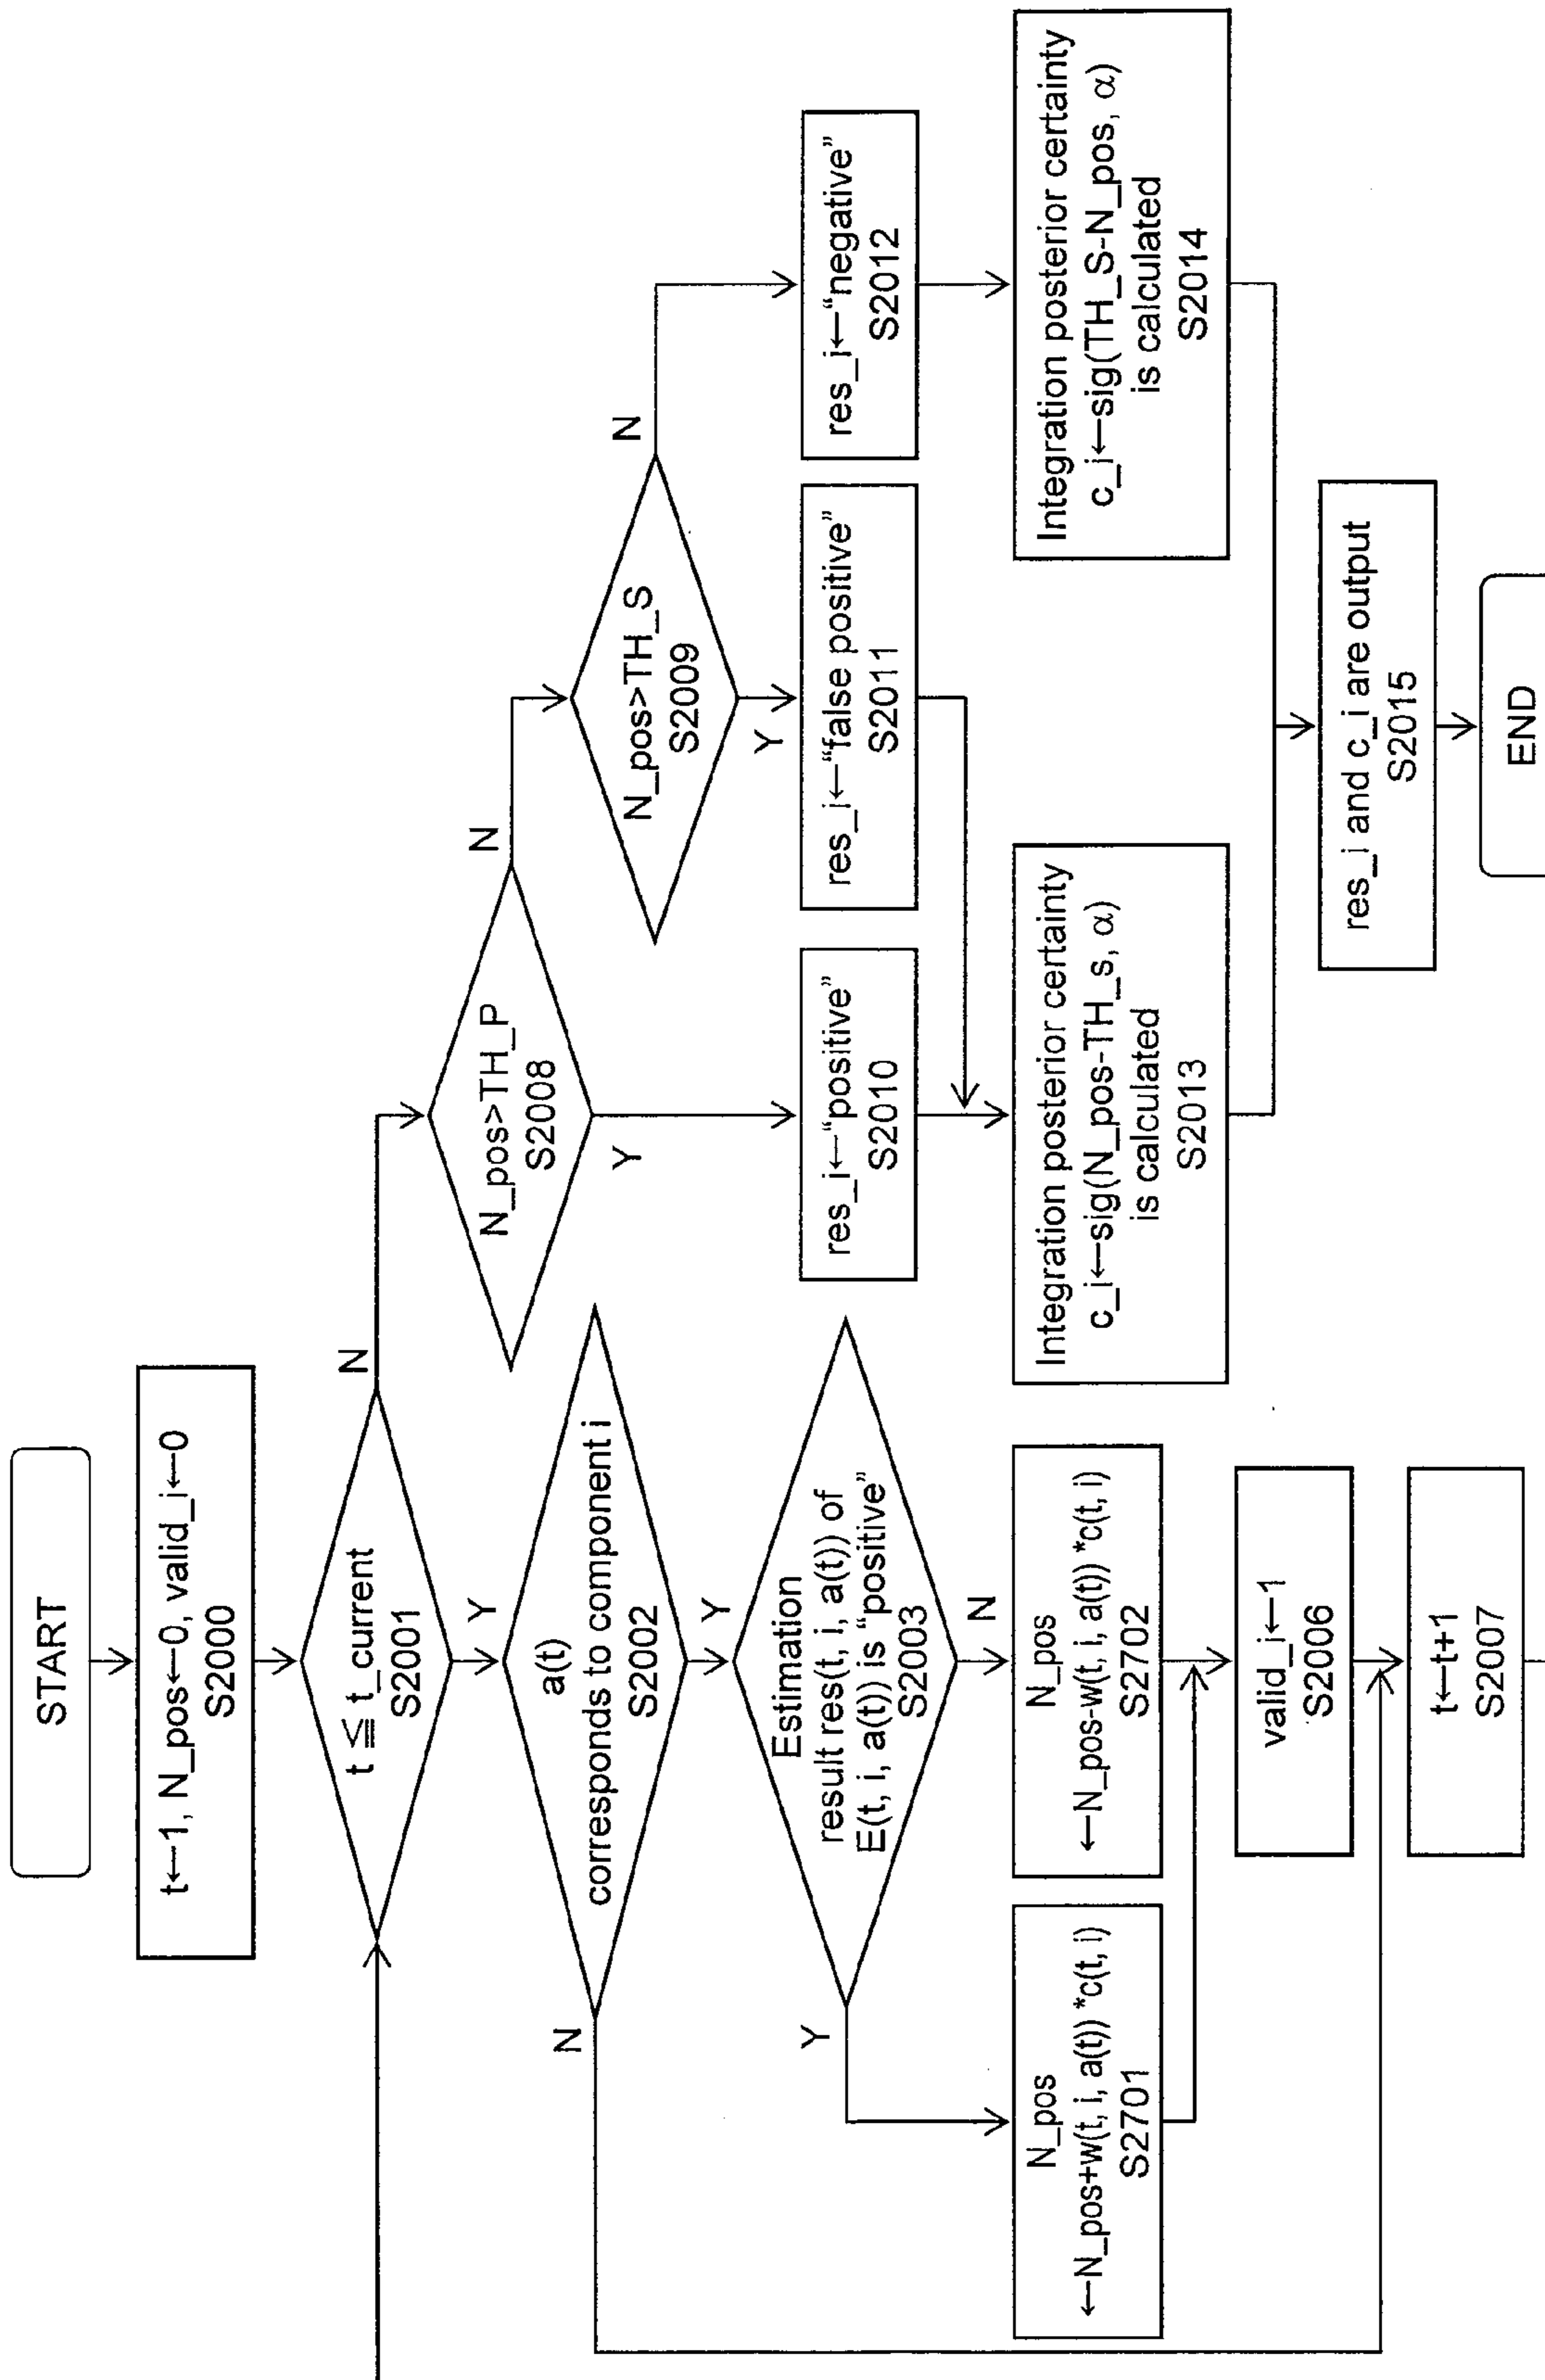 START
t←1, N_pos←0, valid_i←0
S2000
t ≦ t_current
S2001
N
Y
a(t)
corresponds to component i
S2002
N
Y
Estimation
result res(t, i, a(t)) of
E(t, i, a(t)) is “positive”
S2003
Y
N
N_pos
←N_pos+w(t, i, a(t)) *c(t, i)
S2701
N_pos
←N_pos-w(t, i, a(t)) *c(t, i)
S2702
valid_i←1
S2006
t←t+1
S2007
N_pos>TH_P
S2008
N
Y
N_pos>TH_S
S2009
N
Y
res_i←“positive”
S2010
res_i←“false positive”
S2011
res_i←“negative”
S2012
Integration posterior certainty
c_i←sig(N_pos-TH_s, α)
is calculated
S2013
Integration posterior certainty
c_i←sig(TH_S-N_pos, α)
is calculated
S2014
res_i and c_i are output
S2015
END